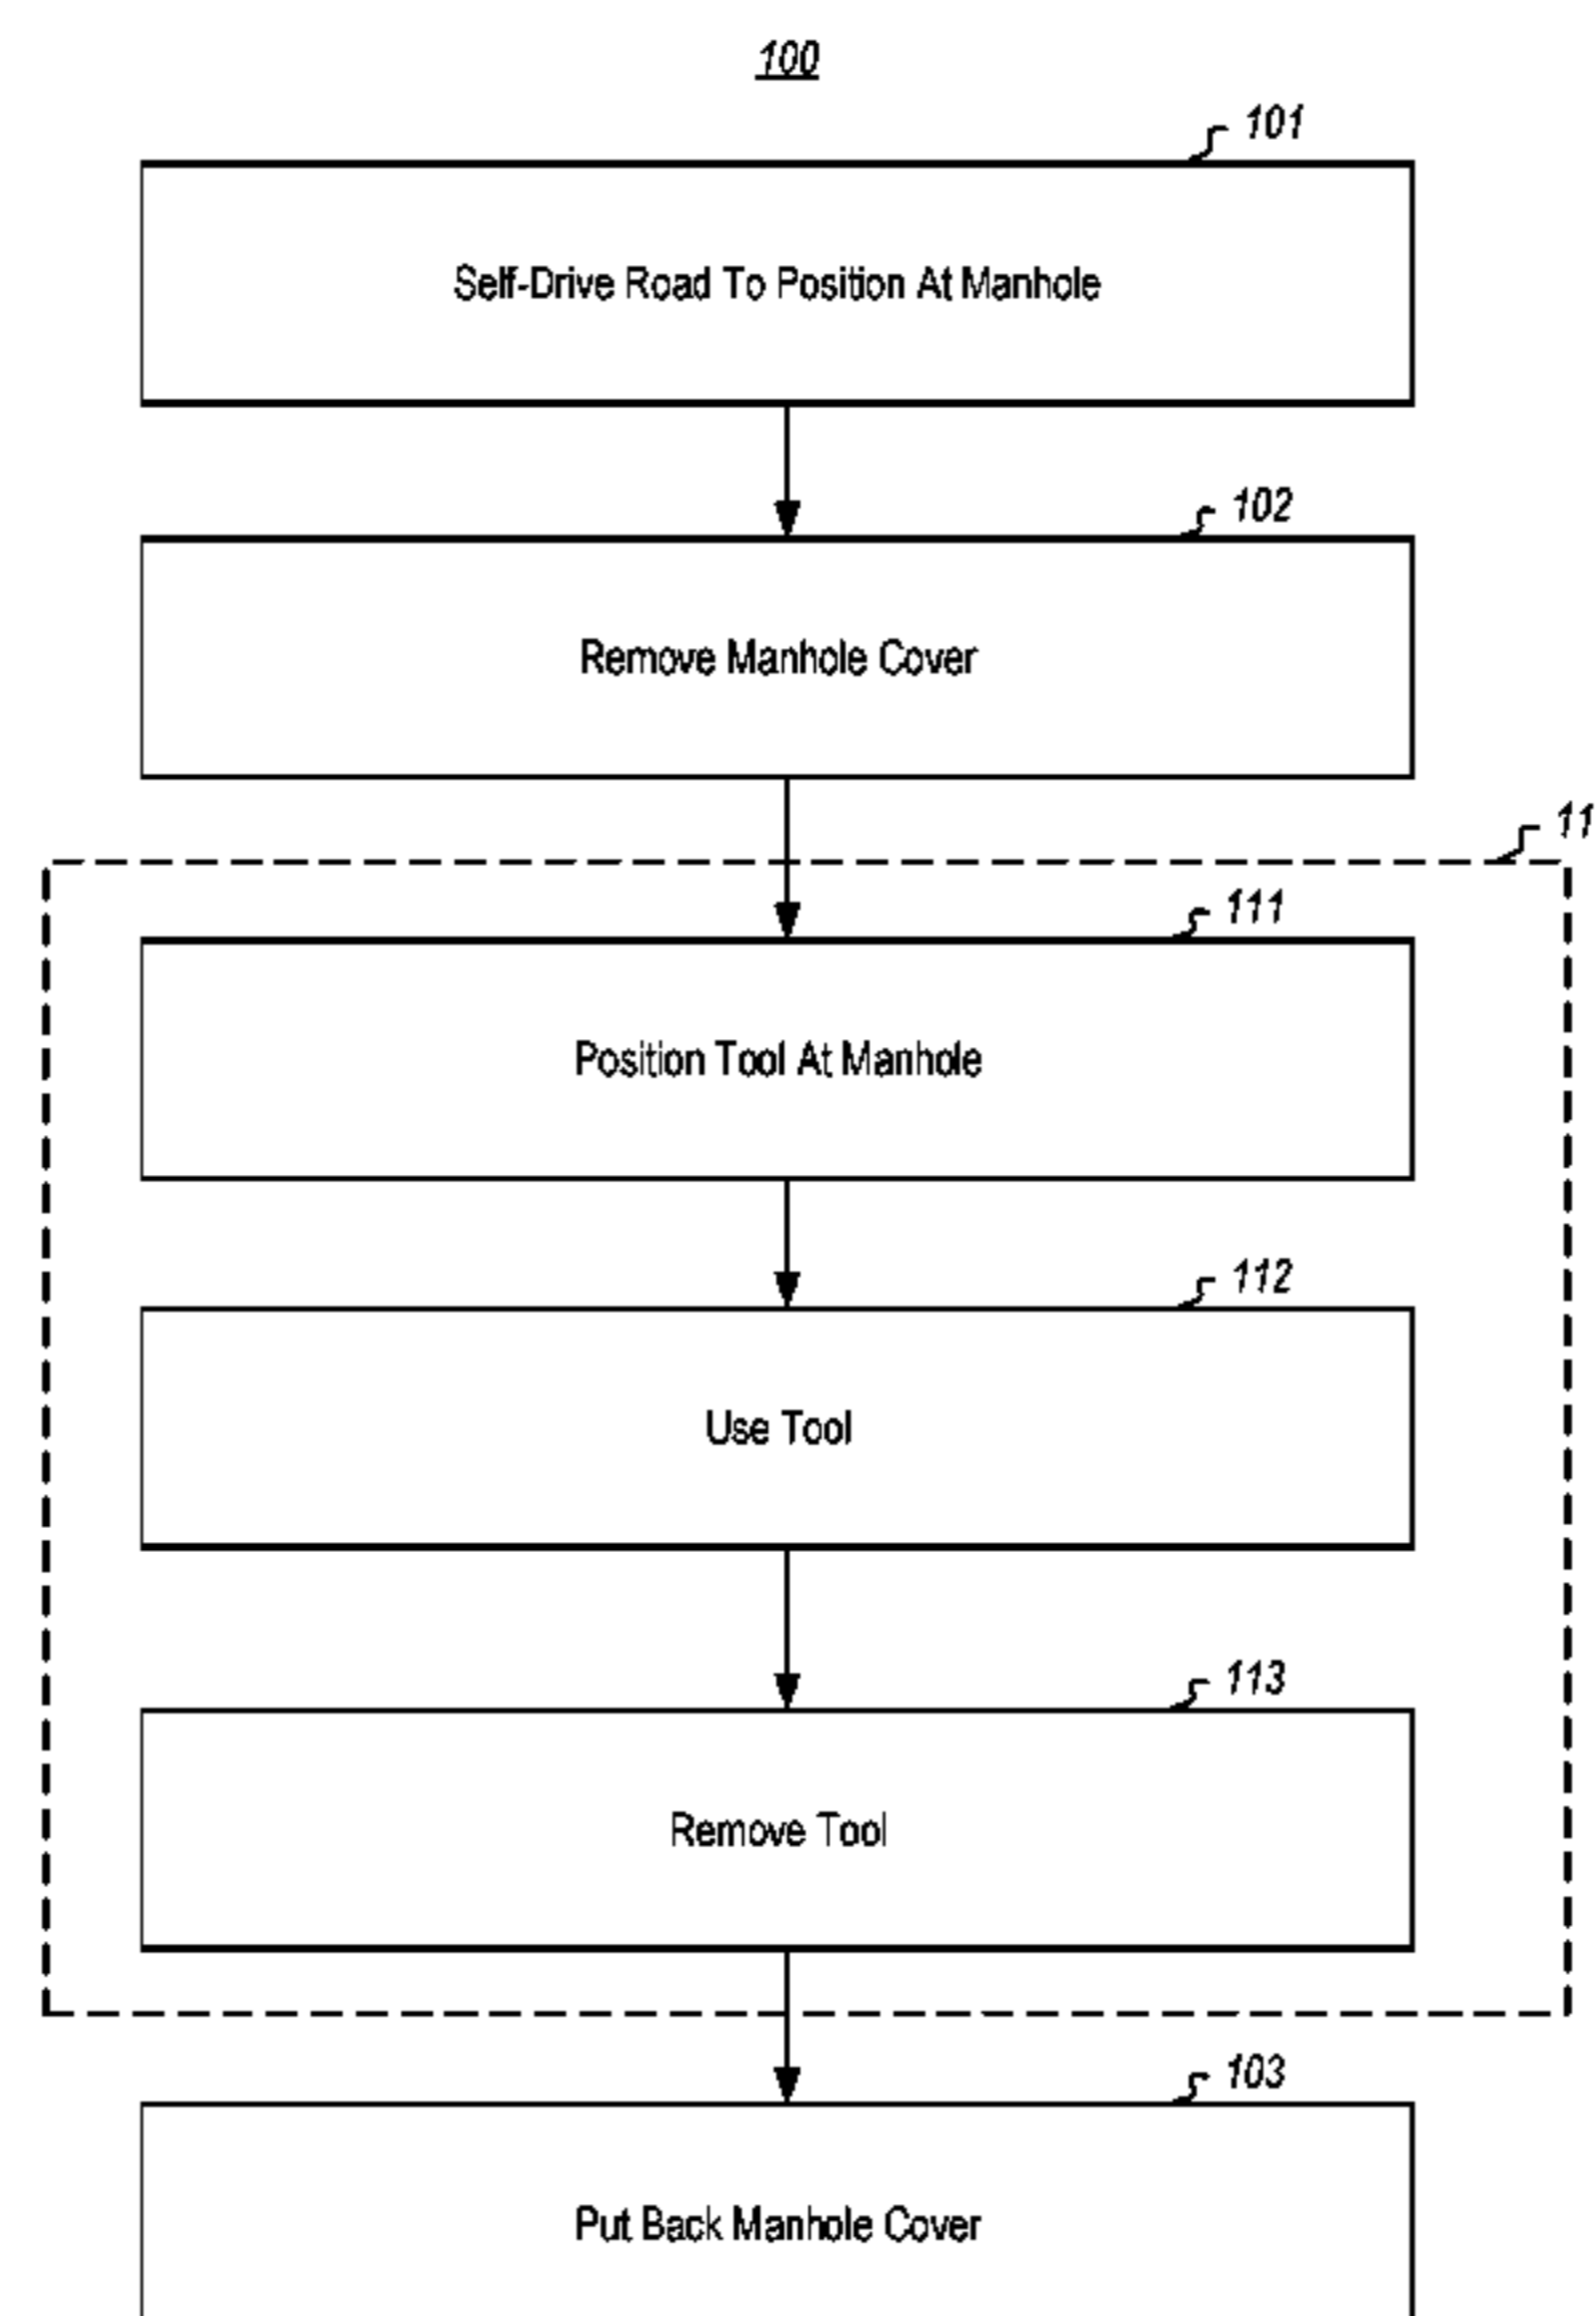 100
101
Self-Drive Road To Position At Manhole
102
Remove Manhole Cover
11
111
Position Tool At Manhole
112
Use Tool
113
Remove Tool
103
Put Back Manhole Cover